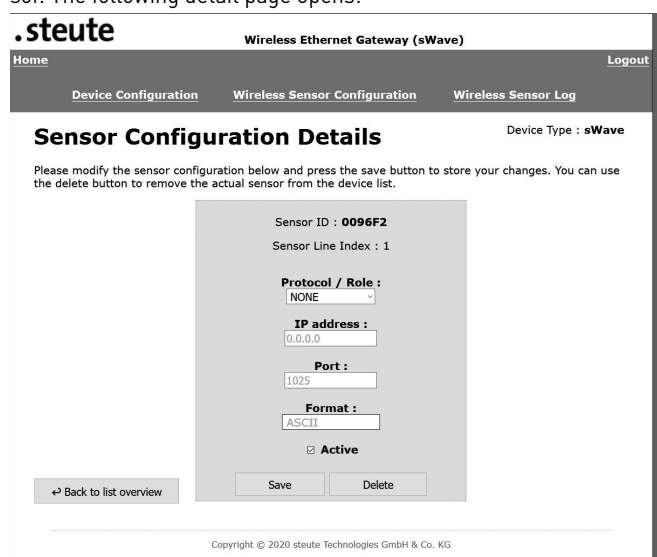 sor. The following detail page opens:
.steute
Wireless Ethernet Gateway (sWave)
Home
Logout
Device Configuration
Wireless Sensor Configuration
Wireless Sensor Log
Sensor Configuration Details
Device Type : sWave
Please modify the sensor configuration below and press the save button to store your changes. You can use
the delete button to remove the actual sensor from the device list.
Sensor ID : 0096F2
Sensor Line Index : 1
Protocol / Role :
NONE
IP address :
0.0.0.0
Port :
1025
Format :
ASCII
Active
Save
Delete
↩ Back to list overview
Copyright © 2020 steute Technologies GmbH & Co. KG